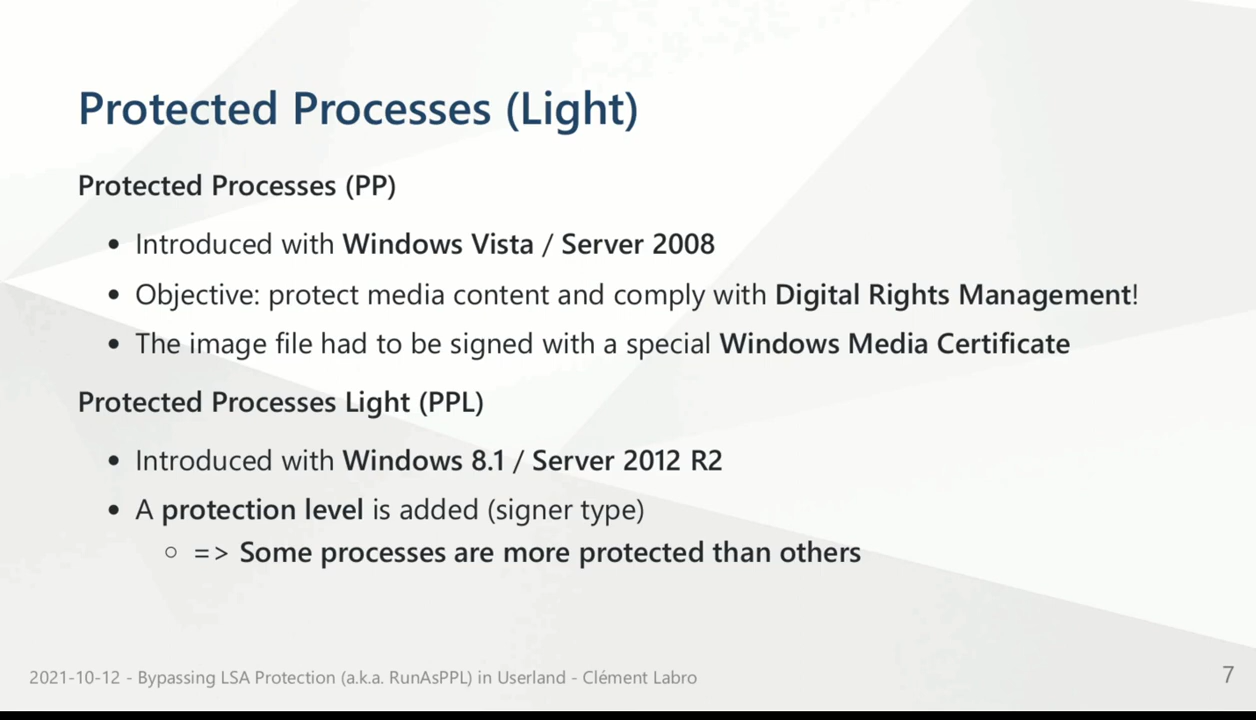 Protected Processes (Light)
Protected Processes (PP)
• Introduced with Windows Vista / Server 2008
• Objective: protect media content and comply with Digital Rights Management!
• The image file had to be signed with a special Windows Media Certificate
Protected Processes Light (PPL)
• Introduced with Windows 8.1 / Server 2012 R2
• A protection level is added (signer type)
○ => Some processes are more protected than others
2021-10-12 - Bypassing LSA Protection (a.k.a. RunAsPPL) in Userland - Clément Labro
7